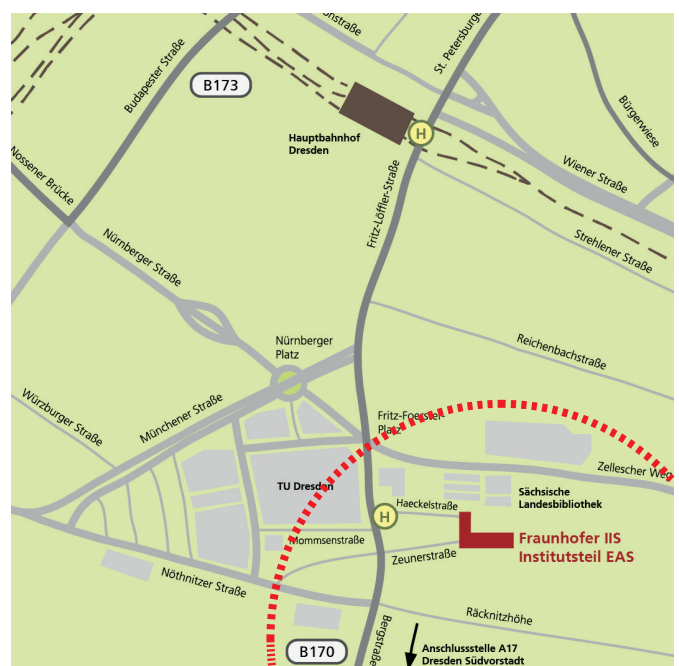 onstraße
St. Petersburger
Budapester Straße
B173
Bürgerwiese
H
Hauptbahnhof
Dresden
Nossener Brücke
Wiener Straße
Fritz-Löffler-Straße
Strehlener Straße
Nürnberger Straße
Nürnberger
Platz
Reichenbachstraße
Würzburger Straße
Münchener Straße
Fritz-Foerster-
Platz
Zellescher Weg
TU Dresden
Sächsische
Landesbibliothek
Haeckelstraße
H
Mommsenstraße
Fraunhofer IIS
Institutsteil EAS
Zeunerstraße
Nöthnitzer Straße
Räcknitzhöhe
Bergstraße
B170
Anschlussstelle A17
Dresden Südvorstadt